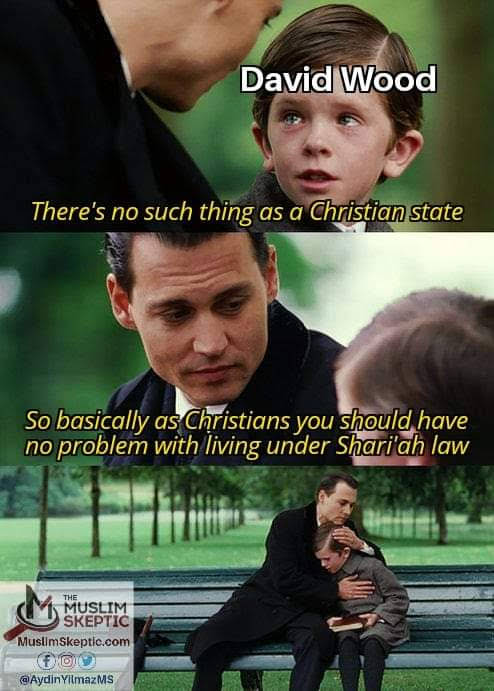 David Wood
There's no such thing as a Christian state
So basically as Christians you should have
no problem with living under Shari'ah law
THE
MUSLIM
SKEPTIC
MuslimSkeptic.com
@AydinYilmazMS